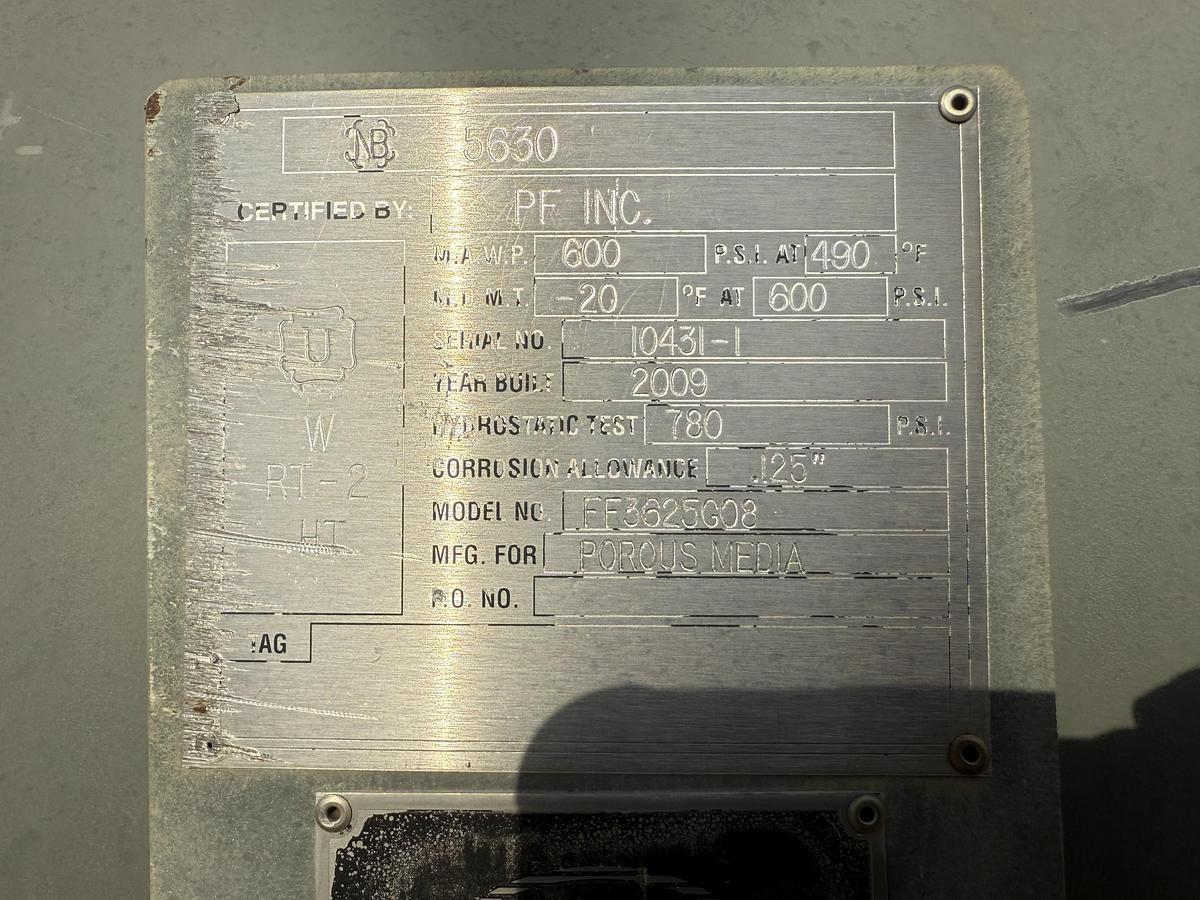 NB 5630
CERTIFIED BY: PF INC.
M.A.W.P. 600 P.S.I. AT 490 °F
M.D.M.T. -20 °F AT 600 P.S.I.
SERIAL NO. 10431-1
YEAR BUILT 2009
HYDROSTATIC TEST 780 P.S.I.
CORROSION ALLOWANCE .125"
MODEL NO. FF3625G08
MFG. FOR POROUS MEDIA
P.O. NO.
U
W
RT-2
HT
TAG